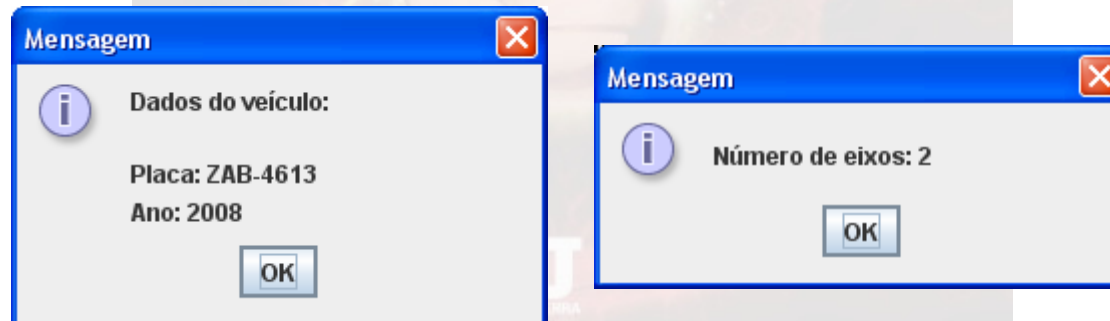 Mensagem
Dados do veículo:
Placa: ZAB-4613
Ano: 2008
OK
Mensagem
Número de eixos: 2
OK